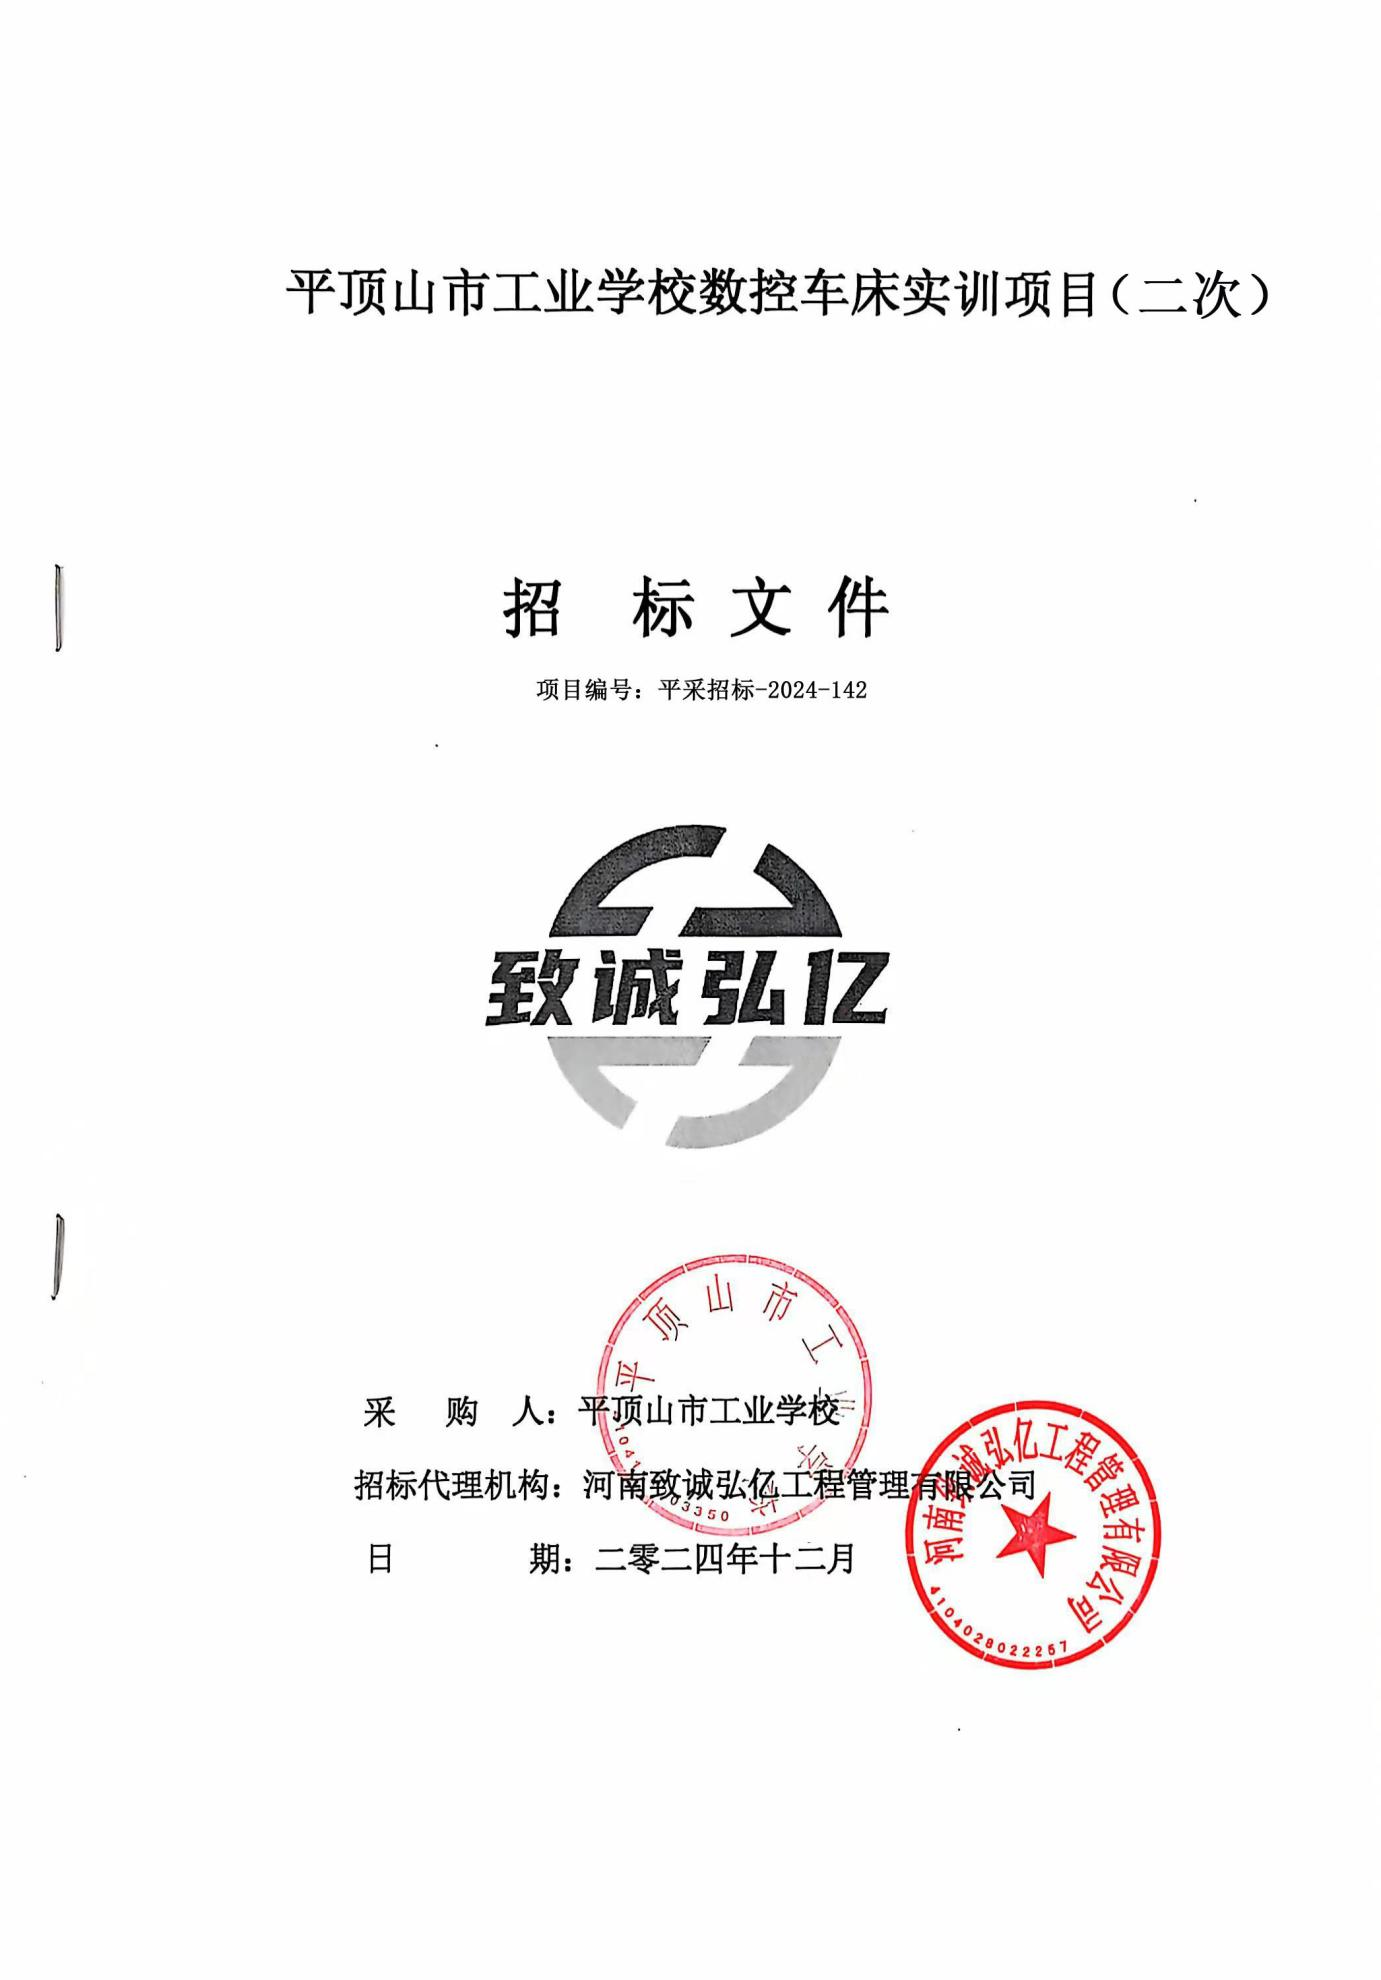 平顶山市工业学校数控车床实训项目（二次）
招 标 文 件
项目编号：平采招标-2024-142
致诚弘亿
平顶山市工业学校
采 购 人：平顶山市工业学校
招标代理机构：河南致诚弘亿工程管理有限公司
日 期：二零二四年十二月
河南致诚弘亿工程管理有限公司
4104028022257